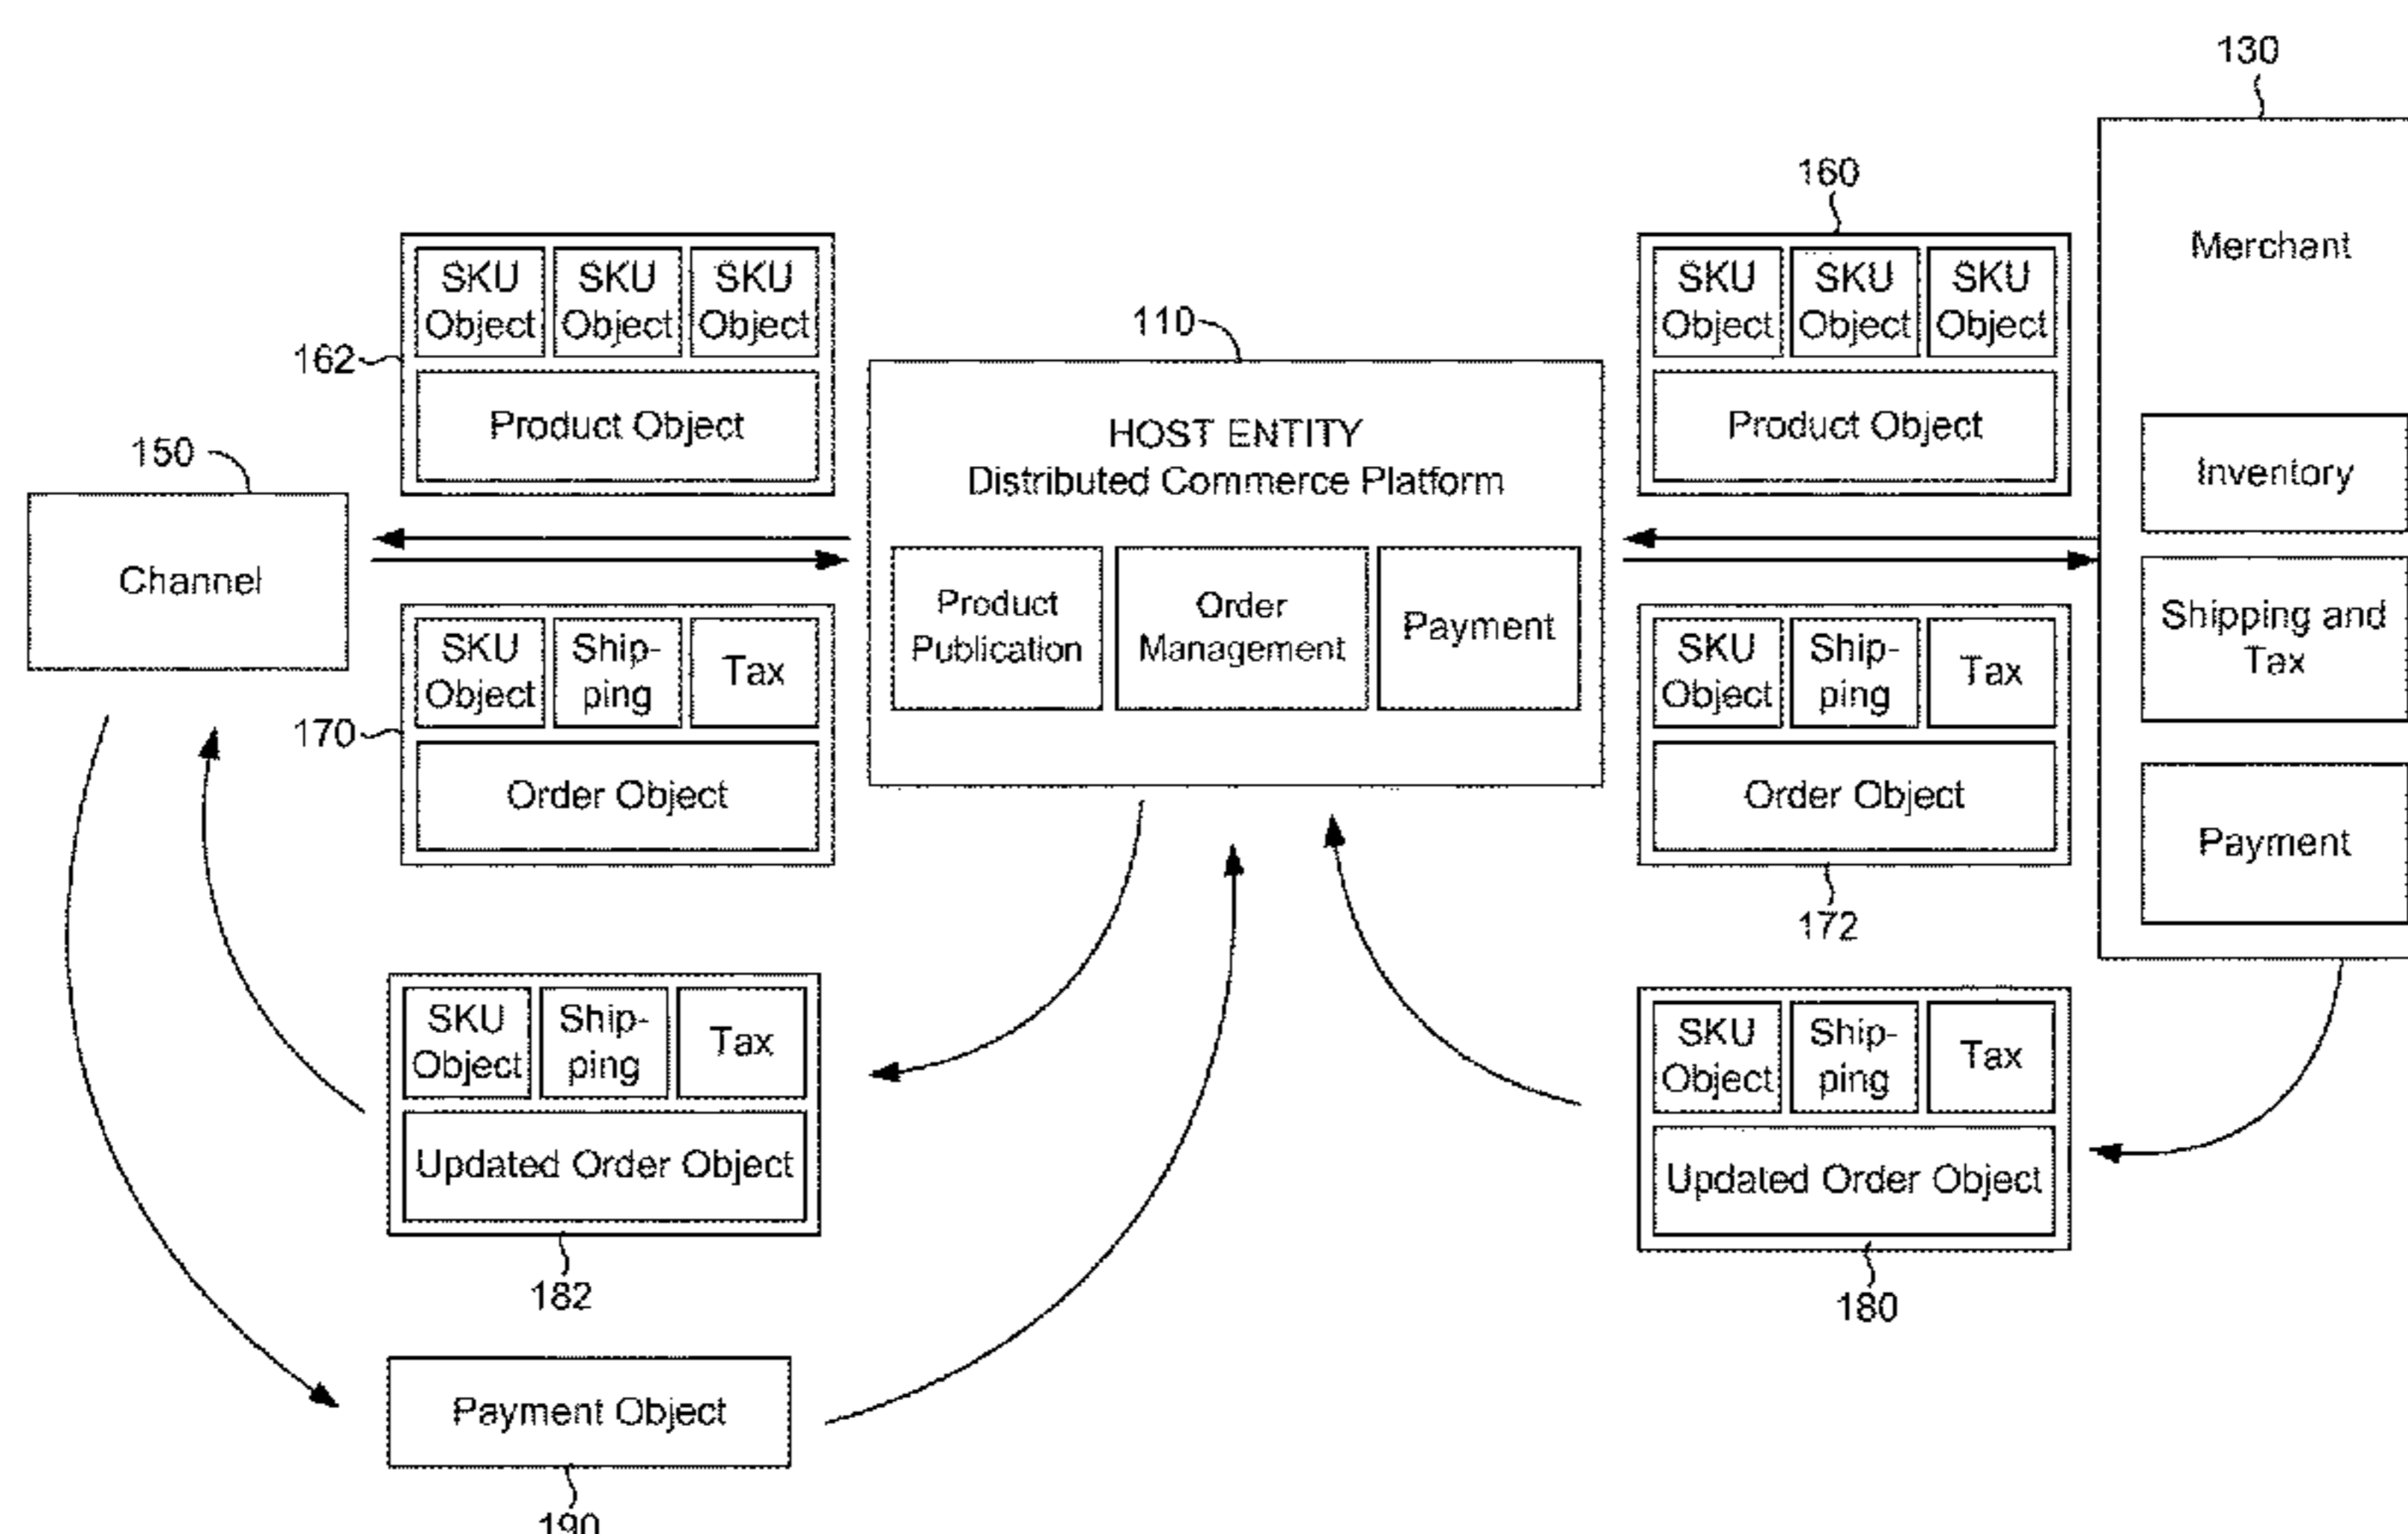 130
160
Merchant
SKU
Object
SKU
Object
SKU
Object
162
Product Object
110
HOST ENTITY
Distributed Commerce Platform
SKU
Object
SKU
Object
SKU
Object
Product Object
150
Channel
Product
Publication
Order
Management
Payment
Inventory
Shipping and
Tax
Payment
SKU
Object
Ship-
ping
Tax
170
Order Object
SKU
Object
Ship-
ping
Tax
Order Object
172
SKU
Object
Ship-
ping
Tax
Updated Order Object
182
SKU
Object
Ship-
ping
Tax
Updated Order Object
180
Payment Object
190